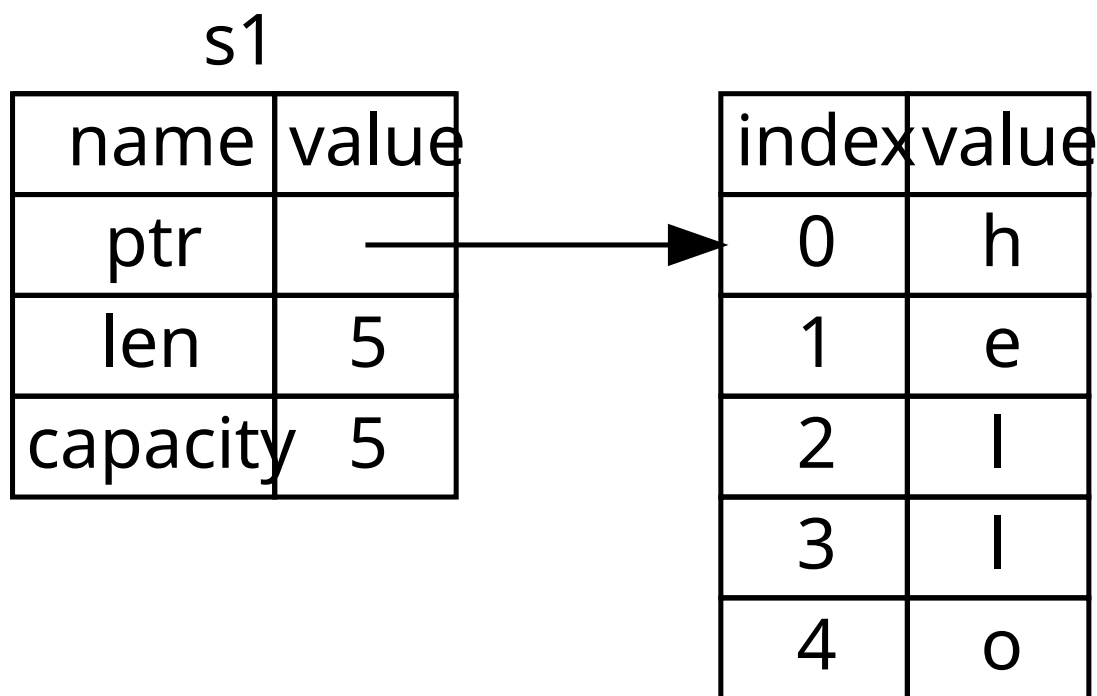 s1
name value
ptr
len 5
capacity 5
index value
0 h
1 e
2 l
3 l
4 o